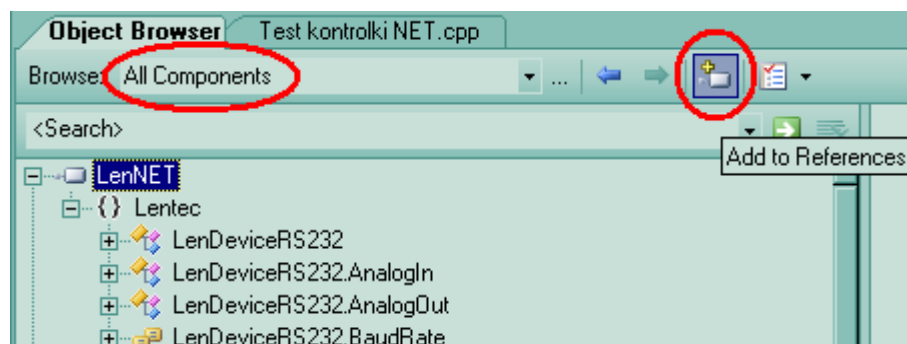 Object Browser Test kontrolki NET.cpp
Browse: All Components ...
<Search>
Add to References
LenNET
{} Lentec
LenDeviceRS232
LenDeviceRS232.AnalogIn
LenDeviceRS232.AnalogOut
LenDeviceRS232.BaudRate